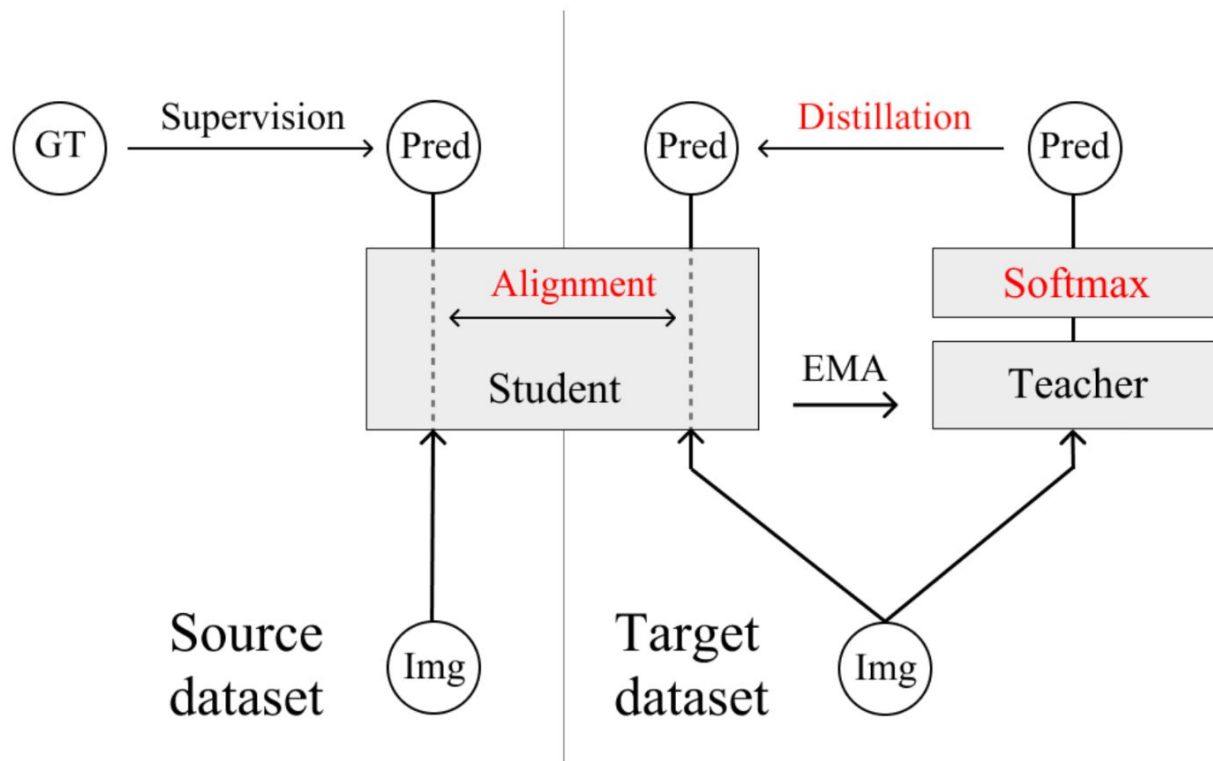 GT
Supervision
Pred
Pred
Distillation
Pred
Alignment
Student
EMA
Softmax
Teacher
Source
dataset
Img
Target
dataset
Img